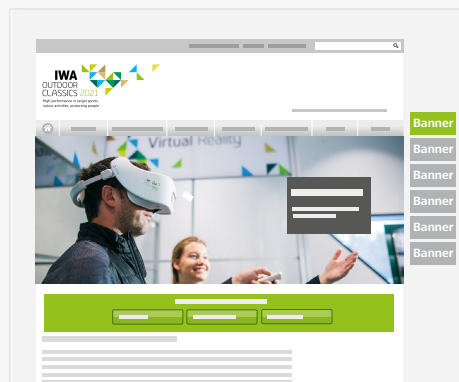 IWA
OUTDOOR
CLASSICS 2021
High performance in target sports,
nature activities, protecting people
Virtual Reality
Banner
Banner
Banner
Banner
Banner
Banner